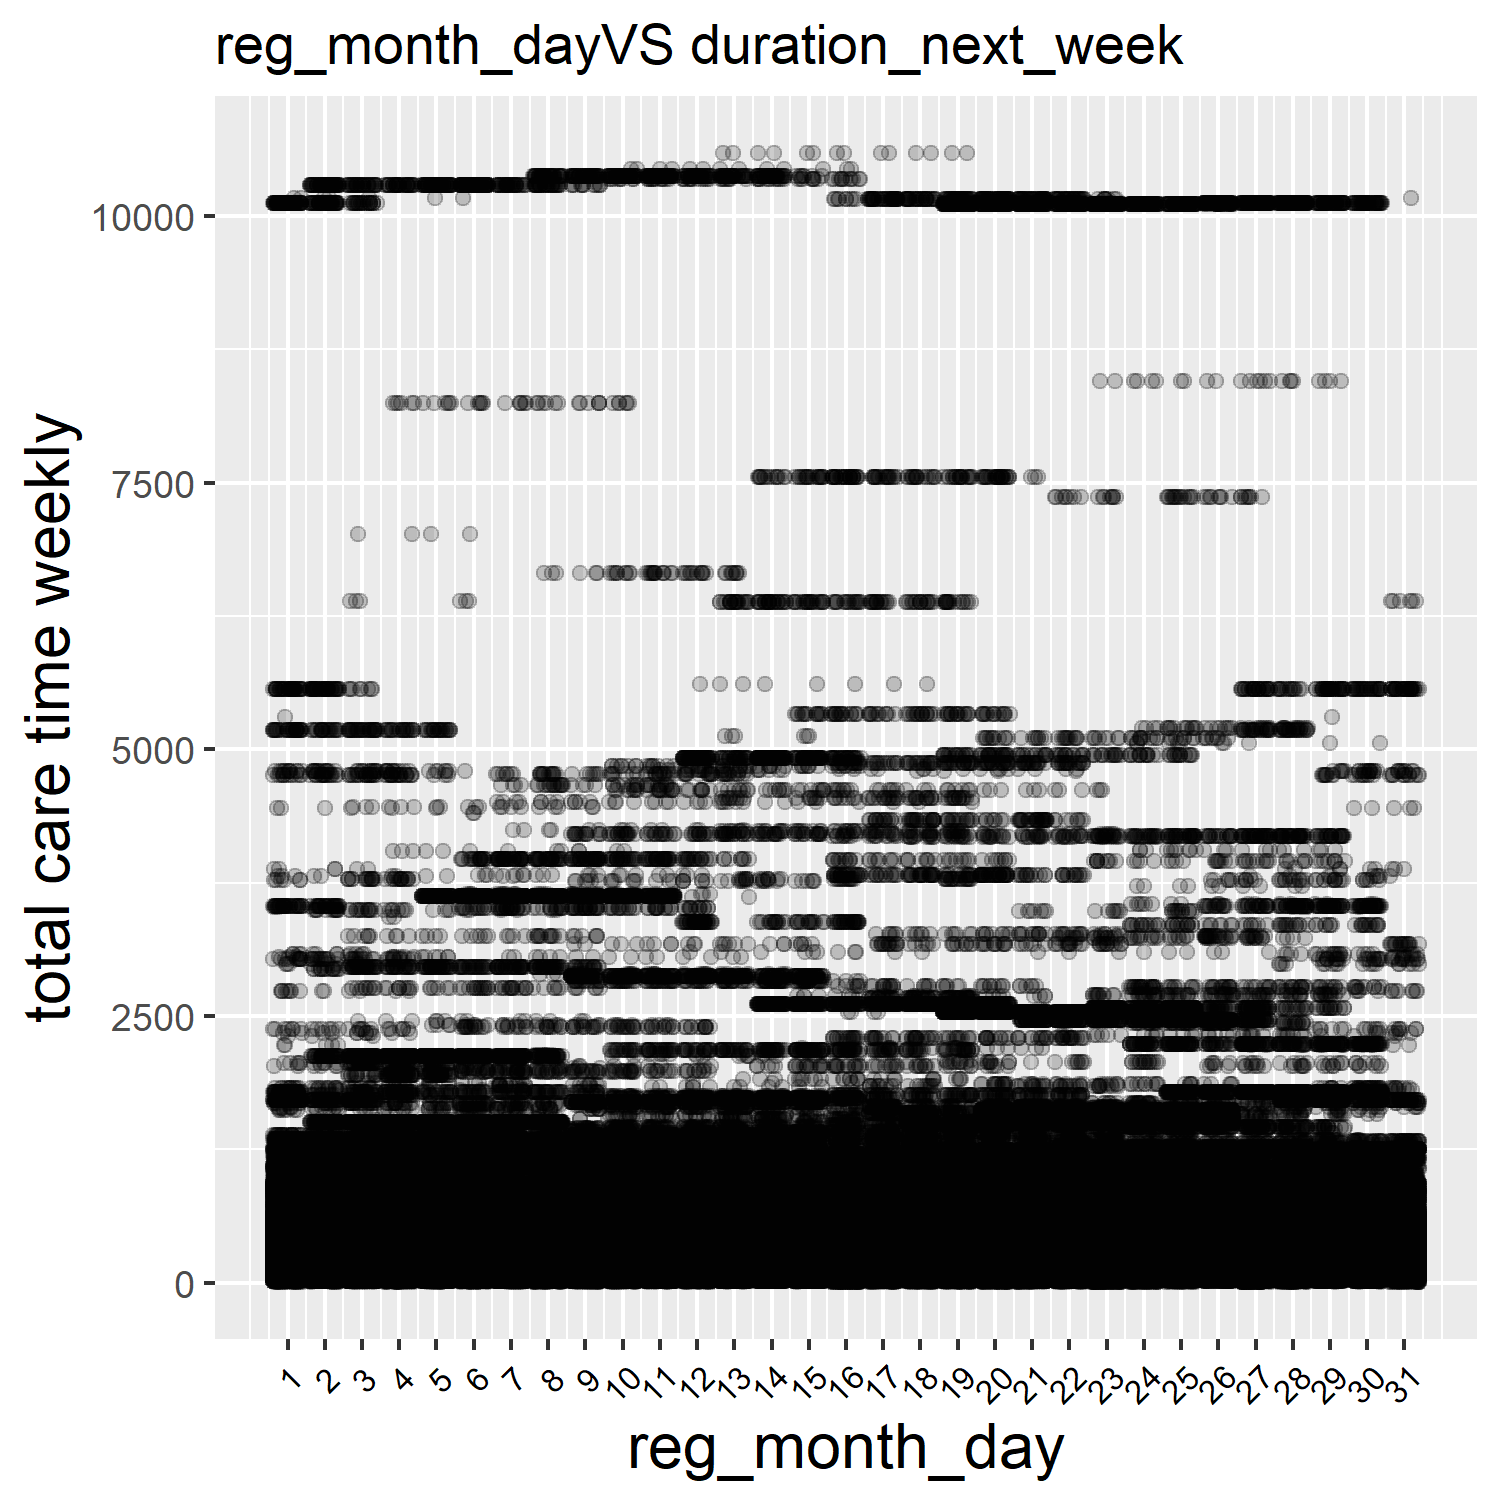 reg_month_dayVS duration_next_week
total care time weekly
10000
7500
5000
2500
0
1 2 3 4 5 6 7 8 9 10 11 12 13 14 15 16 17 18 19 20 21 22 23 24 25 26 27 28 29 30 31
reg_month_day